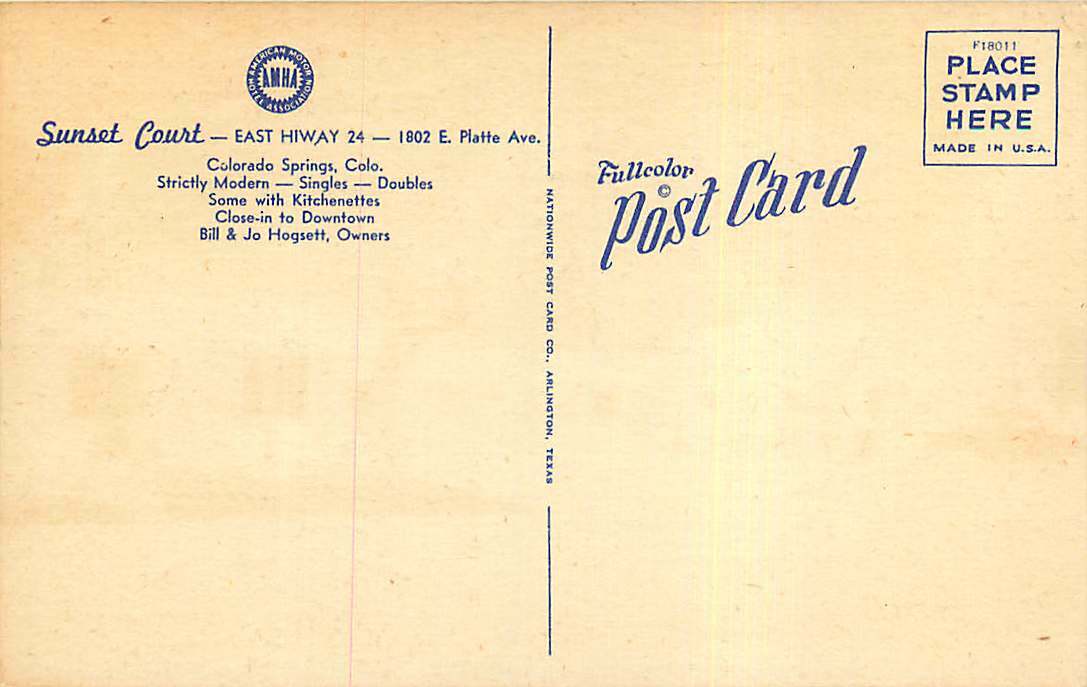 AMERICAN MOTOR HOTEL ASSOCIATION
AMHA
Sunset Court — EAST HIWAY 24 — 1802 E. Platte Ave.
Colorado Springs, Colo.
Strictly Modern — Singles — Doubles
Some with Kitchenettes
Close-in to Downtown
Bill & Jo Hogsett, Owners
NATIONWIDE POST CARD CO., ARLINGTON, TEXAS
Fullcolor
©
Post Card
F18011
PLACE
STAMP
HERE
MADE IN U.S.A.